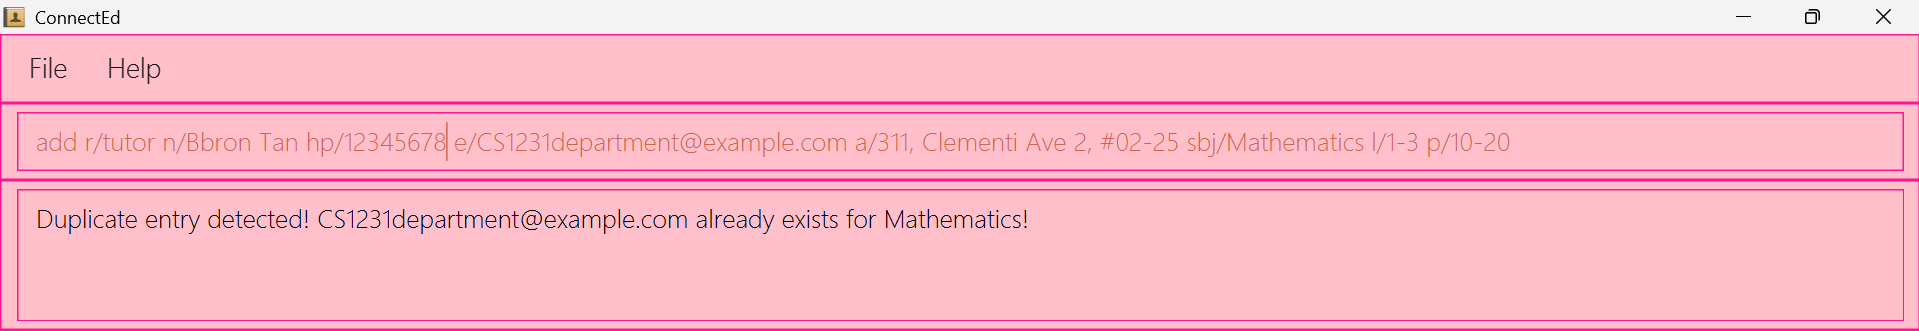 ConnectEd
File Help
add r/tutor n/Bbron Tan hp/12345678 e/CS1231department@example.com a/311, Clementi Ave 2, #02-25 sbj/Mathematics l/1-3 p/10-20
Duplicate entry detected! CS1231department@example.com already exists for Mathematics!